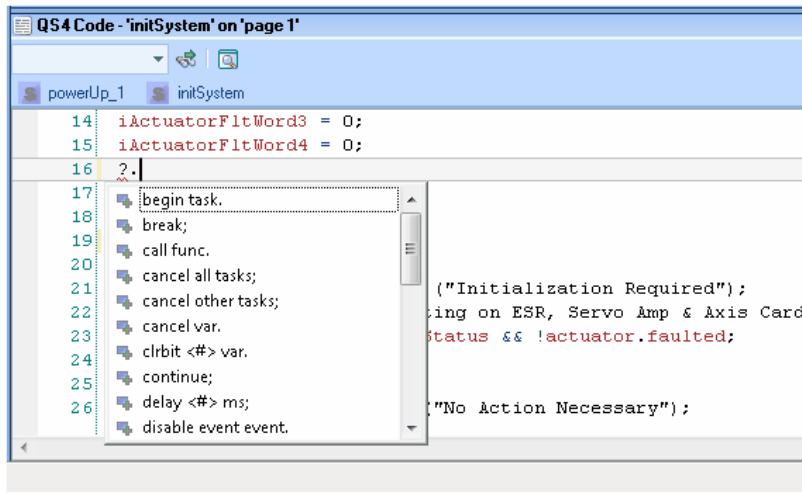 QS4 Code - 'initSystem' on 'page 1'
powerUp_1 initSystem
14 iActuatorFltWord3 = 0;
15 iActuatorFltWord4 = 0;
16 ?.
17
18
19
20
21 ("Initialization Required");
22 ting on ESR, Servo Amp & Axis Card
23 Status && !actuator.faulted;
24
25
26 ("No Action Necessary");
begin task.
break;
call func.
cancel all tasks;
cancel other tasks;
cancel var.
clrbit <#> var.
continue;
delay <#> ms;
disable event event.